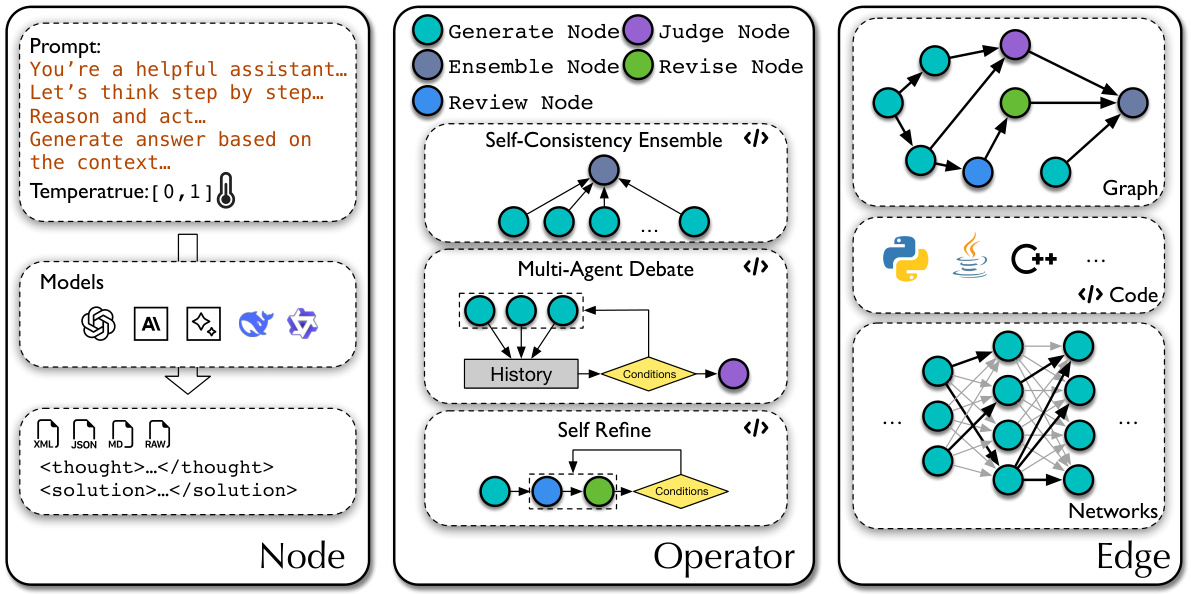 Prompt:
You're a helpful assistant…
Let's think step by step…
Reason and act…
Generate answer based on
the context…
Temperatrue:[0,1]
Models
A\
XML JSON MD RAW
<thought>…</thought>
<solution>…</solution>
Node
Generate Node Judge Node
Ensemble Node Revise Node
Review Node
Self-Consistency Ensemble </>
…
Multi-Agent Debate </>
History
Conditions
Self Refine </>
Conditions
Operator
Graph
C++ …
</> Code
… …
Networks
Edge